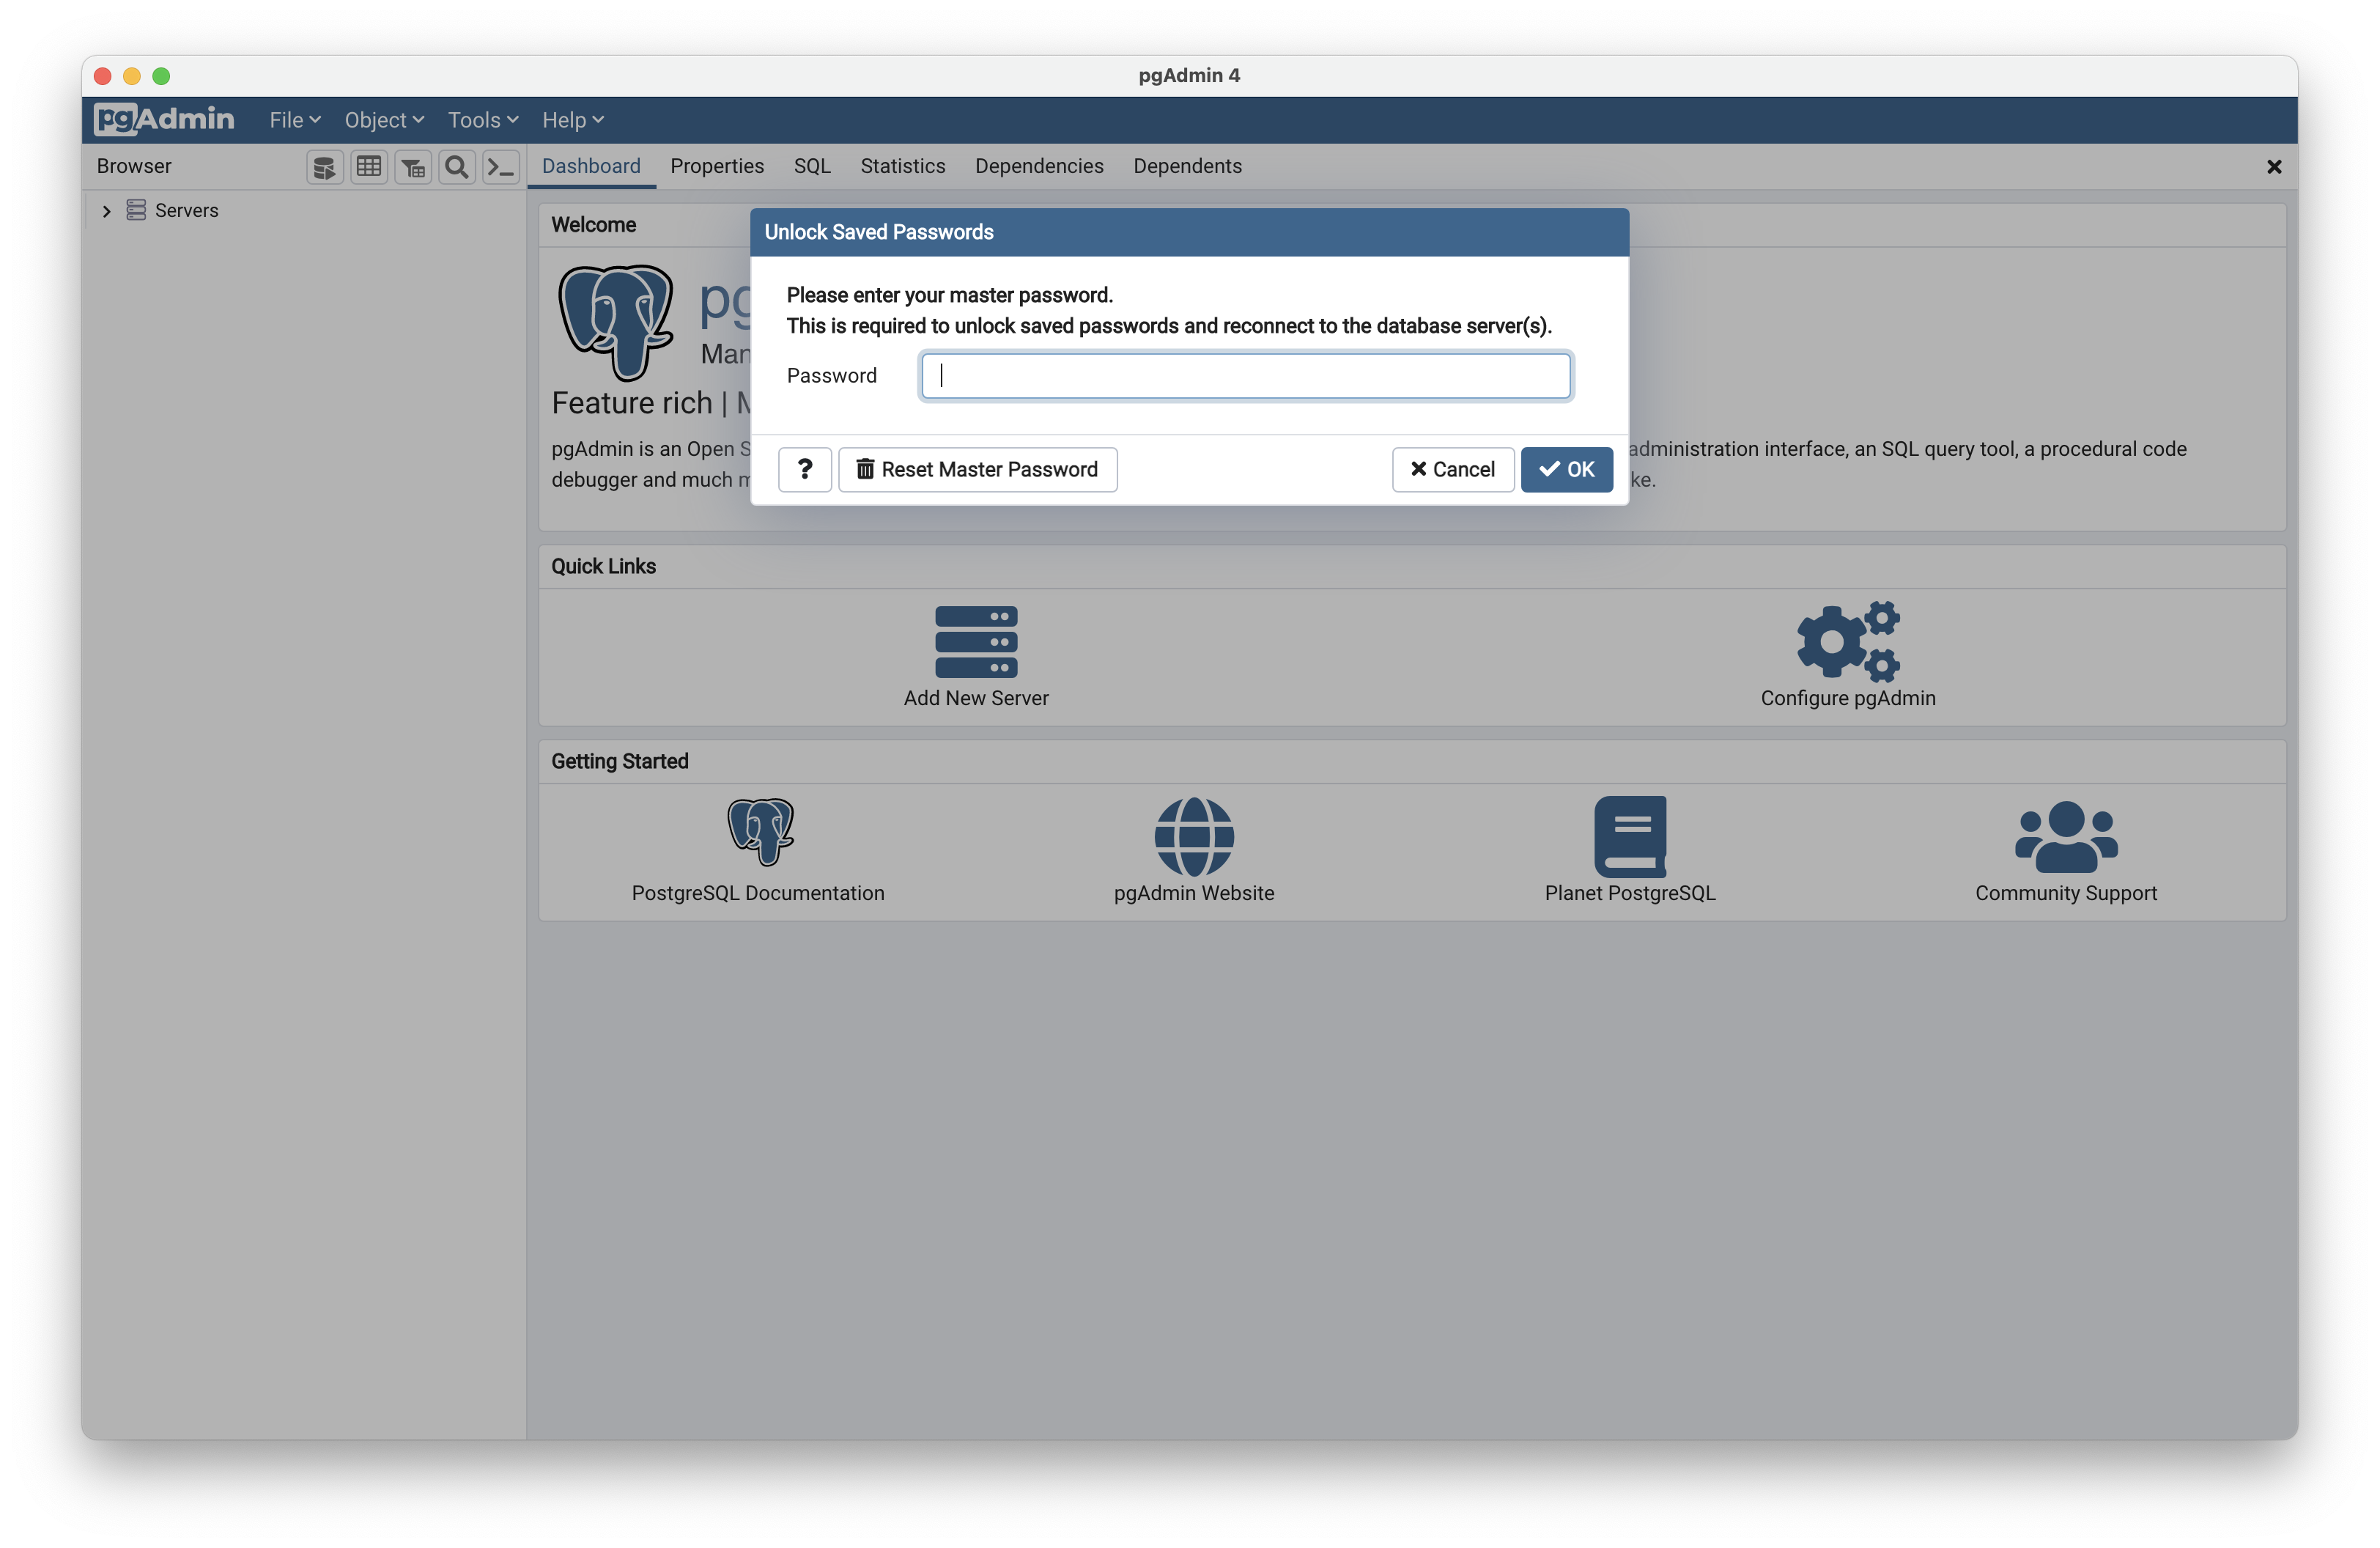 pgAdmin 4
pgAdmin File Object Tools Help
Browser Dashboard Properties SQL Statistics Dependencies Dependents
Servers
Welcome
Unlock Saved Passwords
Please enter your master password.
This is required to unlock saved passwords and reconnect to the database server(s).
Password
? Reset Master Password Cancel OK
pg
Man
Feature rich |
pgAdmin is an Open
administration interface, an SQL query tool, a procedural code
debugger and much
ke.
Quick Links
Add New Server Configure pgAdmin
Getting Started
PostgreSQL Documentation pgAdmin Website Planet PostgreSQL Community Support